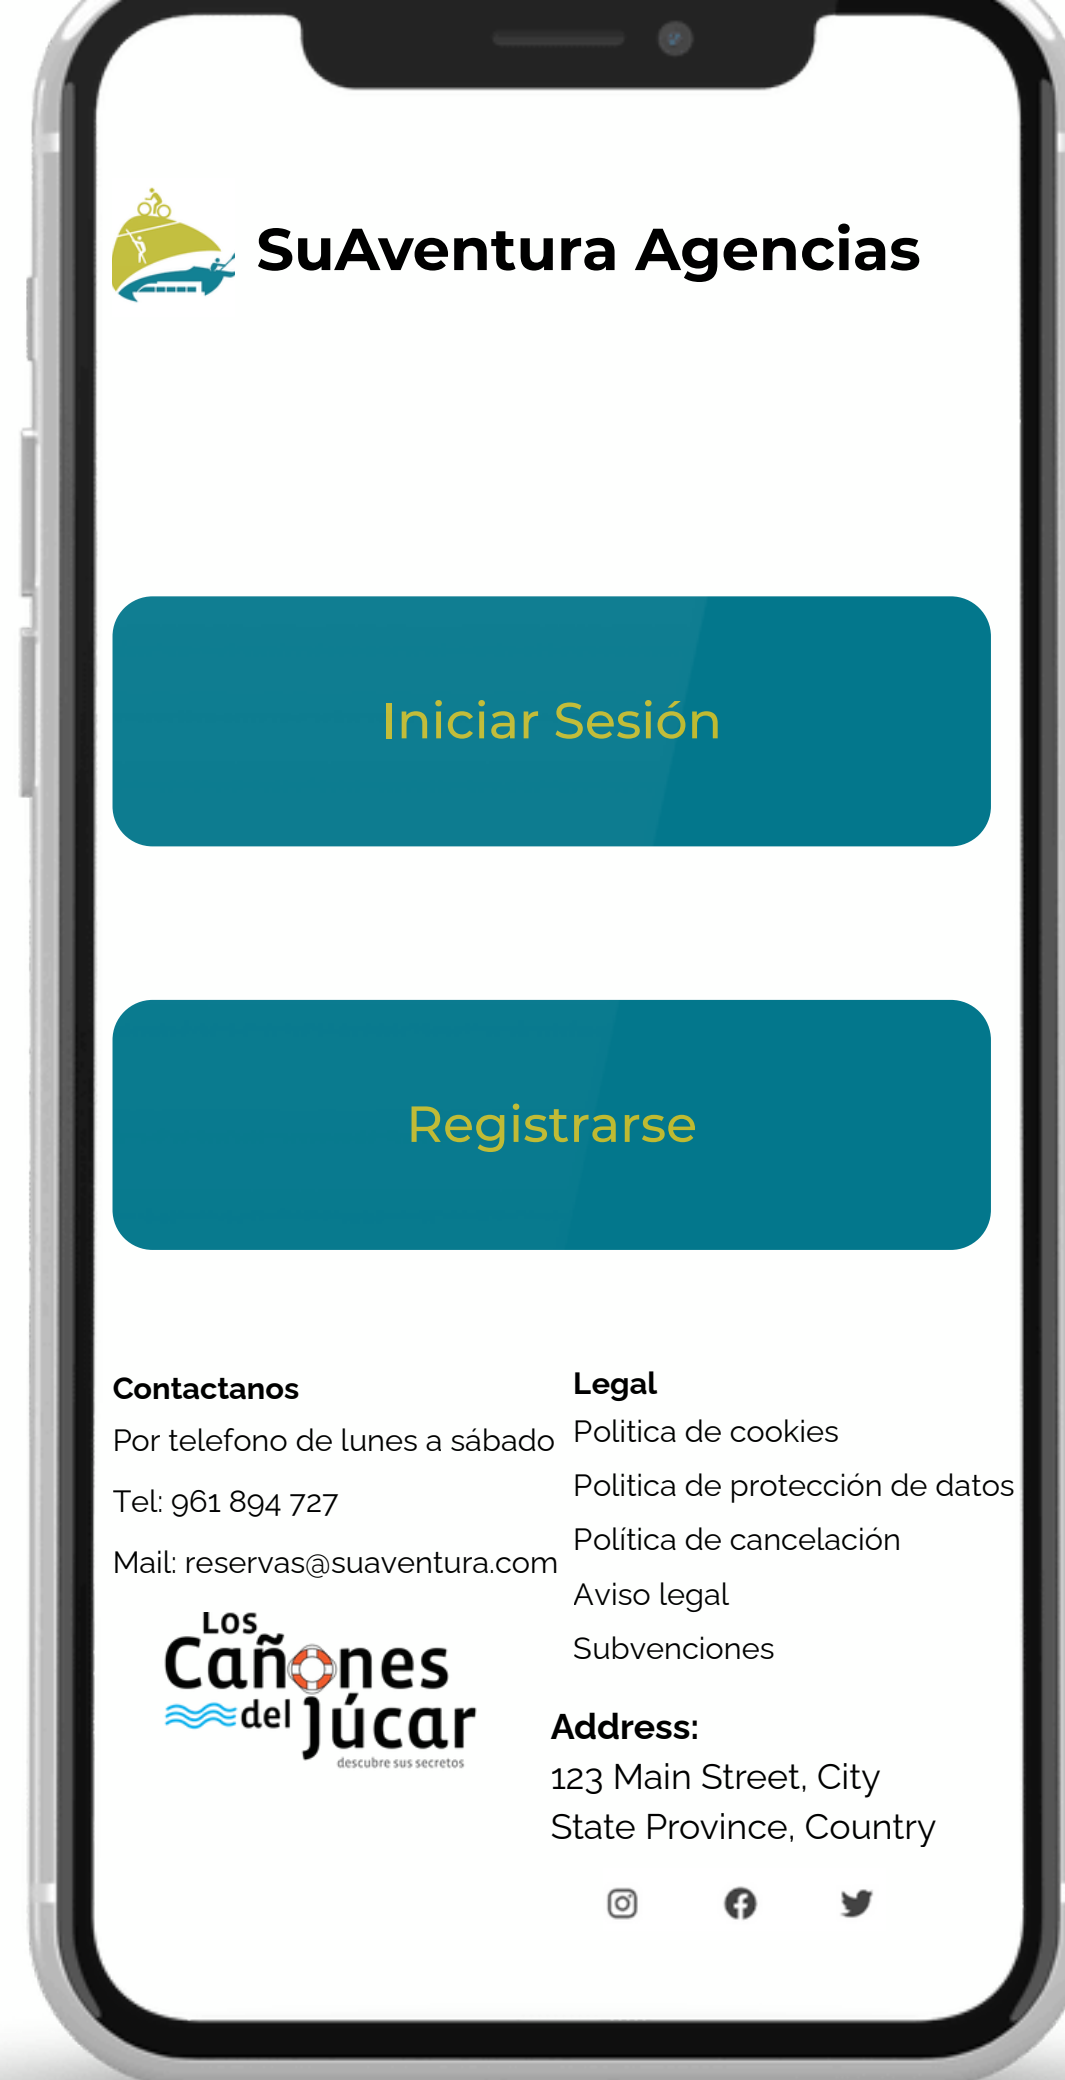 SuAventura Agencias
Iniciar Sesión
Registrarse
Contactanos
Por telefono de lunes a sábado
Tel: 961 894 727
Mail: reservas@suaventura.com
Los
Cañones
del Júcar
descubre sus secretos
Legal
Politica de cookies
Politica de protección de datos
Política de cancelación
Aviso legal
Subvenciones
Address:
123 Main Street, City
State Province, Country